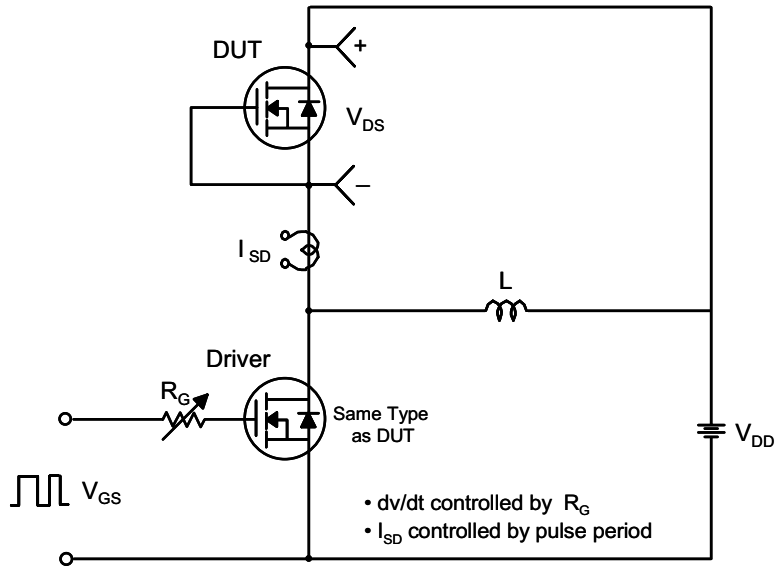 DUT
+
V_DS
–
I_SD
L
Driver
R_G
Same Type
as DUT
V_DD
V_GS
• dv/dt controlled by R_G
• I_SD controlled by pulse period